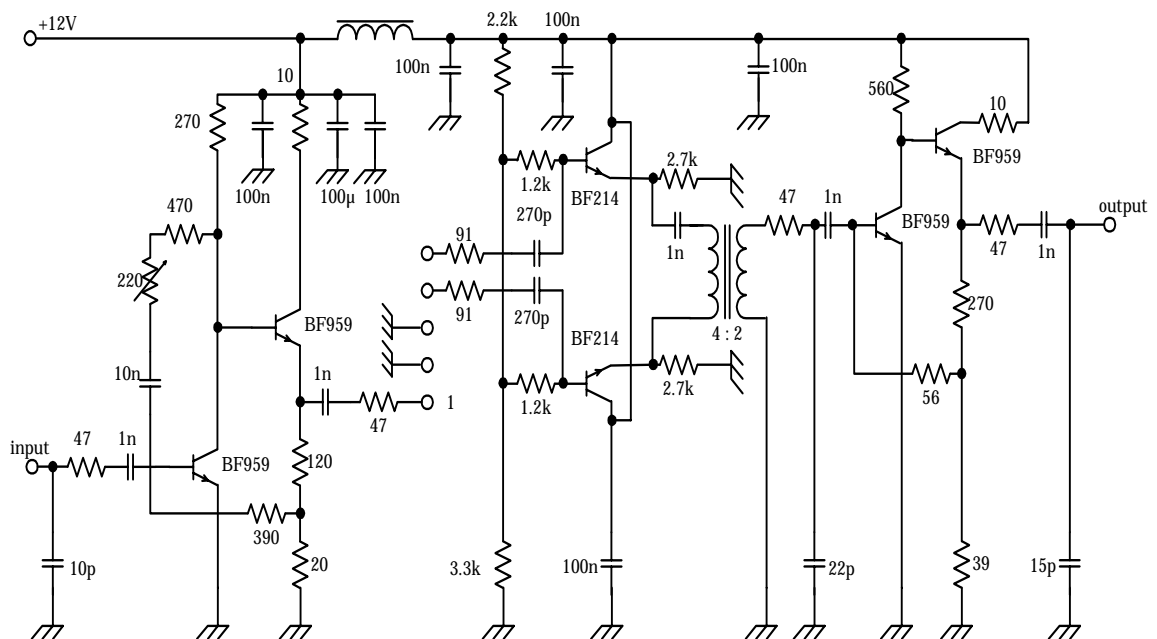 +12V
2.2k
100n
10
270
100n
100n
560
10
BF959
100n
100µ
100n
1.2k
BF214
2.7k
470
270p
47
1n
BF959
output
91
1n
47
1n
220
91
270p
4 : 2
270
BF959
BF214
10n
1n
56
1.2k
2.7k
47
1
input
47
1n
BF959
120
390
20
10p
3.3k
100n
22p
39
15p